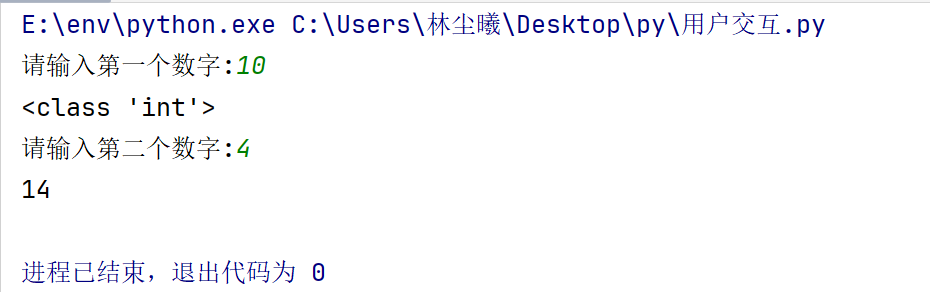 E:\env\python.exe C:\Users\林尘曦\Desktop\py\用户交互.py
请输入第一个数字:10
<class 'int'>
请输入第二个数字:4
14
进程已结束，退出代码为 0